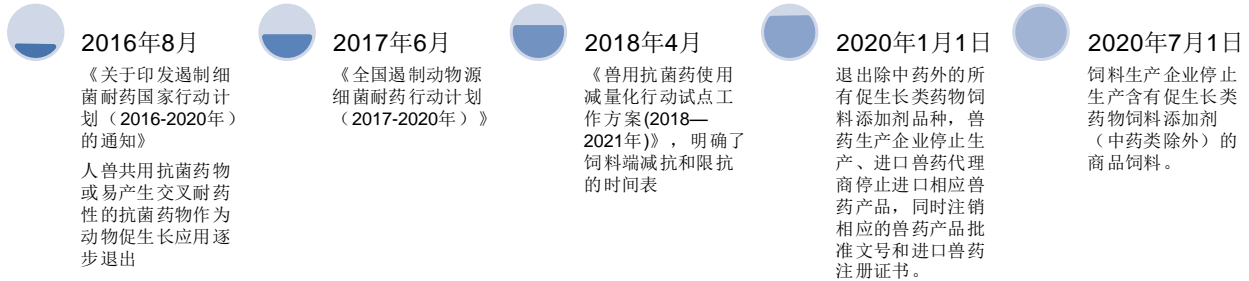 2016年8月
《关于印发遏制细
菌耐药国家行动计
划（2016-2020年）
的通知》
人兽共用抗菌药物
或易产生交叉耐药
性的抗菌药物作为
动物促生长应用逐
步退出
2017年6月
《全国遏制动物源
细菌耐药行动计划
（2017-2020年）》
2018年4月
《兽用抗菌药使用
减量化行动试点工
作方案(2018—
2021年)》，明确了
饲料端减抗和限抗
的时间表
2020年1月1日
退出除中药外的所
有促生长类药物饲
料添加剂品种，兽
药生产企业停止生
产、进口兽药代理
商停止进口相应兽
药产品，同时注销
相应的兽药产品批
准文号和进口兽药
注册证书。
2020年7月1日
饲料生产企业停止
生产含有促生长类
药物饲料添加剂
（中药类除外）的
商品饲料。